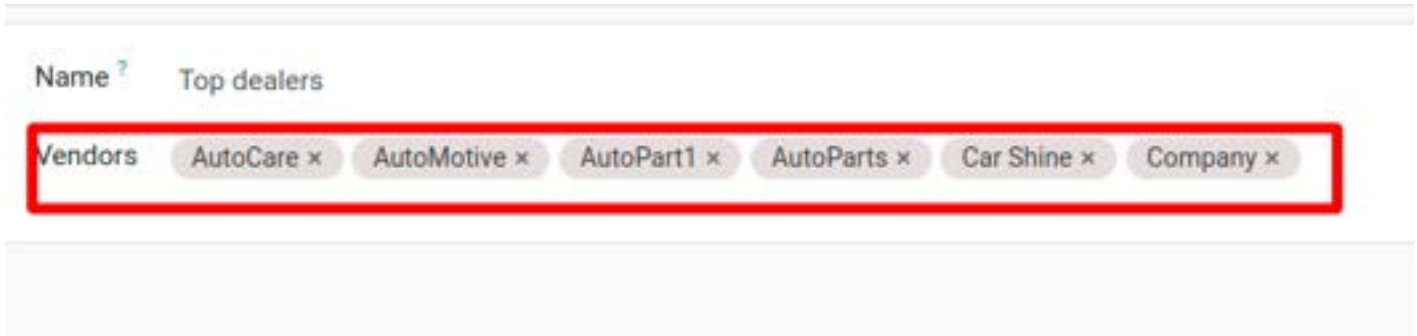 Name ? Top dealers
Vendors AutoCare × AutoMotive × AutoPart1 × AutoParts × Car Shine × Company ×